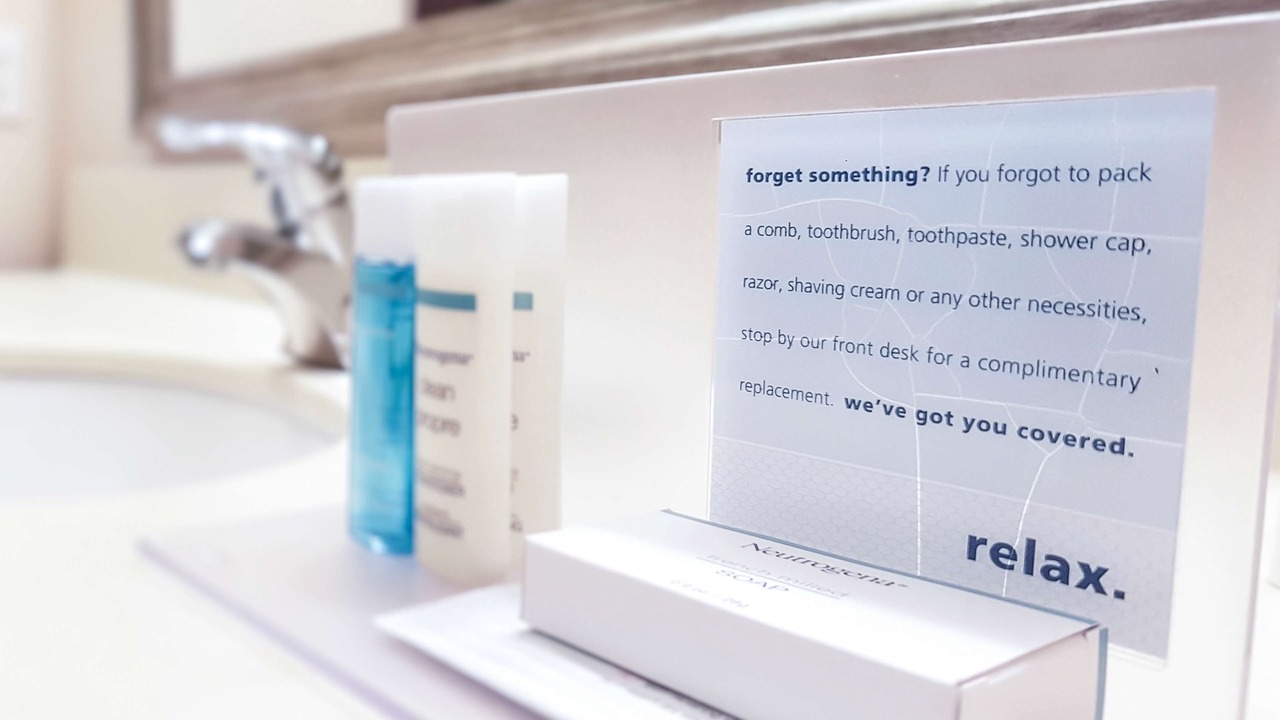 forget something? If you forgot to pack
a comb, toothbrush, toothpaste, shower cap,
razor, shaving cream or any other necessities,
stop by our front desk for a complimentary
replacement. we’ve got you covered.
relax.
Neutrogena
SOAP